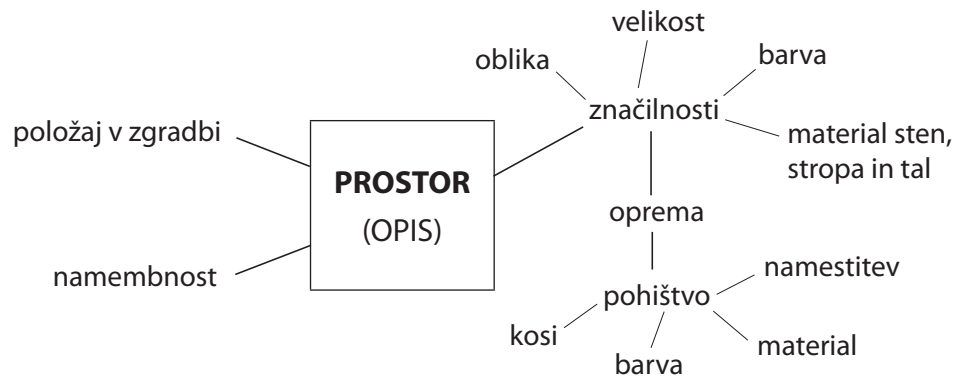 velikost
oblika
barva
značilnosti
položaj v zgradbi
material sten,
stropa in tal
PROSTOR
(OPIS)
oprema
namembnost
namestitev
pohištvo
kosi
barva
material